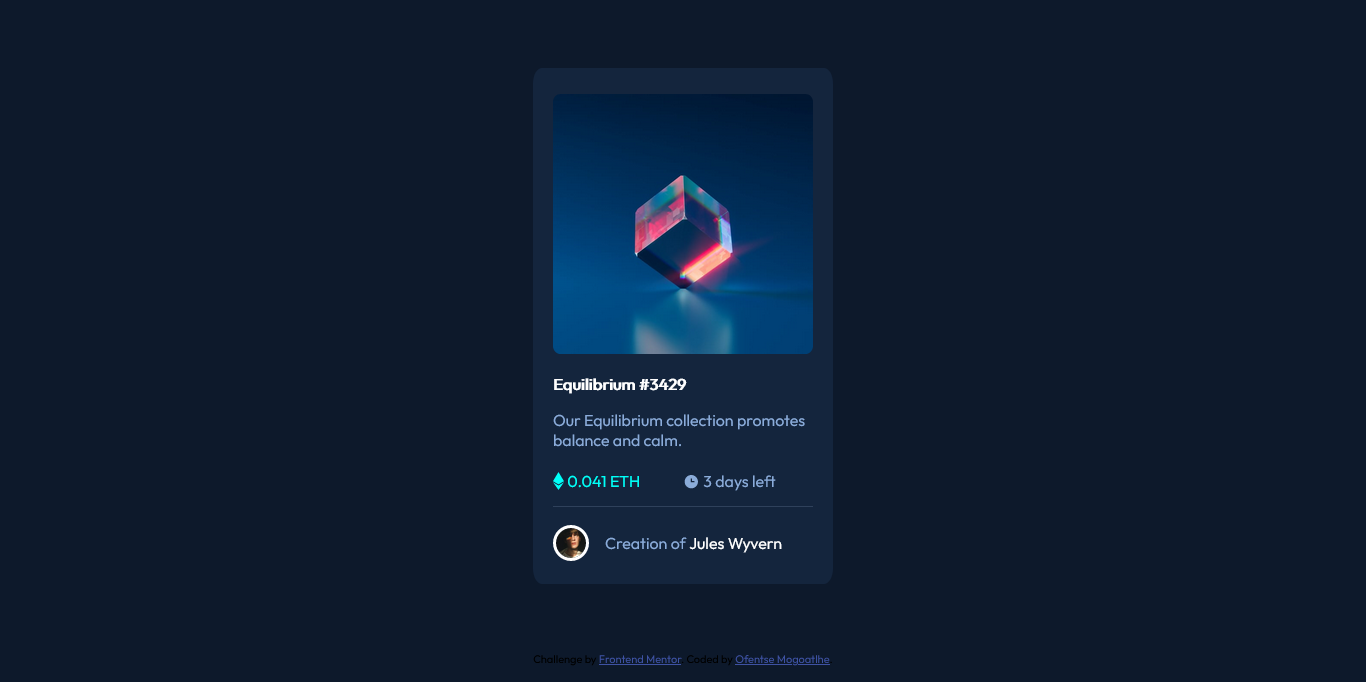 Equilibrium #3429
Our Equilibrium collection promotes
balance and calm.
0.041 ETH
3 days left
Creation of Jules Wyvern
Challenge by Frontend Mentor. Coded by Ofentse Mogoatlhe